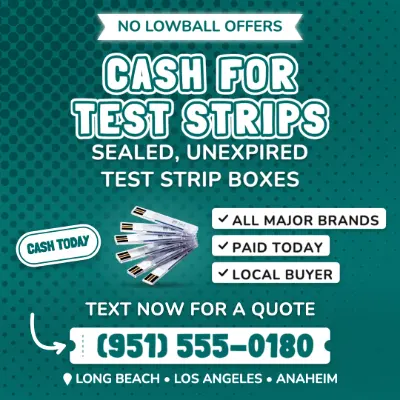 NO LOWBALL OFFERS
CASH FOR
TEST STRIPS
SEALED, UNEXPIRED
TEST STRIP BOXES
CASH TODAY
✓ ALL MAJOR BRANDS
✓ PAID TODAY
✓ LOCAL BUYER
TEXT NOW FOR A QUOTE
(951) 555-0180
LONG BEACH • LOS ANGELES • ANAHEIM